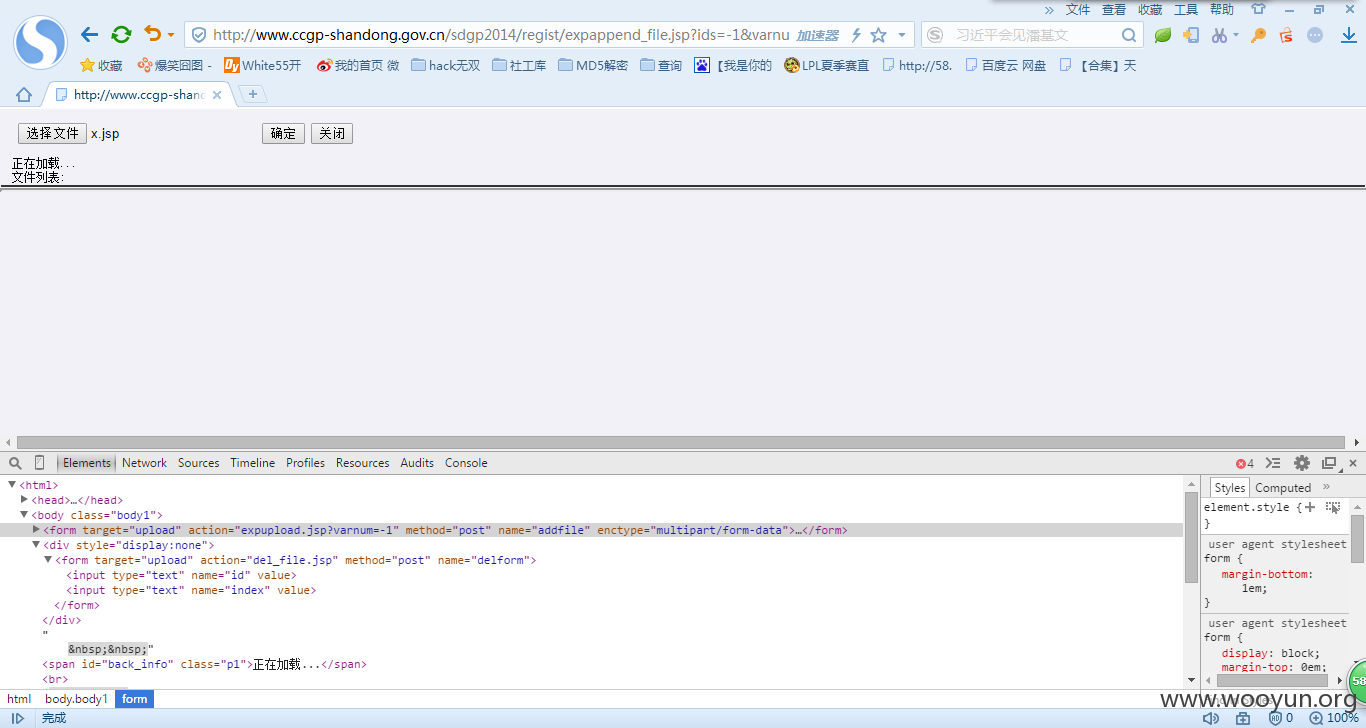 » 文件 查看 收藏 工具 帮助
http://www.ccgp-shandong.gov.cn/sdgp2014/regist/expappend_file.jsp?ids=-1&varnu 加速器 习近平会见潘基文
收藏 爆笑囧图 - Dy White55开 我的首页 微 hack无双 社工库 MD5解密 查询 【我是你的 LPL夏季赛直 http://58. 百度云 网盘 【合集】天
http://www.ccgp-shand
选择文件 x.jsp 确定 关闭
正在加载...
文件列表:
Elements Network Sources Timeline Profiles Resources Audits Console 4
Styles Computed »
<html>
<head>…</head>
<body class="body1">
<form target="upload" action="expupload.jsp?varnum=-1" method="post" name="addfile" enctype="multipart/form-data">…</form>
<div style="display:none">
<form target="upload" action="del_file.jsp" method="post" name="delform">
<input type="text" name="id" value>
<input type="text" name="index" value>
</form>
</div>
"
&nbsp;&nbsp;"
<span id="back_info" class="p1">正在加载...</span>
<br>
element.style {
}
user agent stylesheet
form {
margin-bottom:
1em;
}
user agent stylesheet
form {
display: block;
margin-top: 0em;
58
html body.body1 form
www.wooyun.org
完成 0 100%